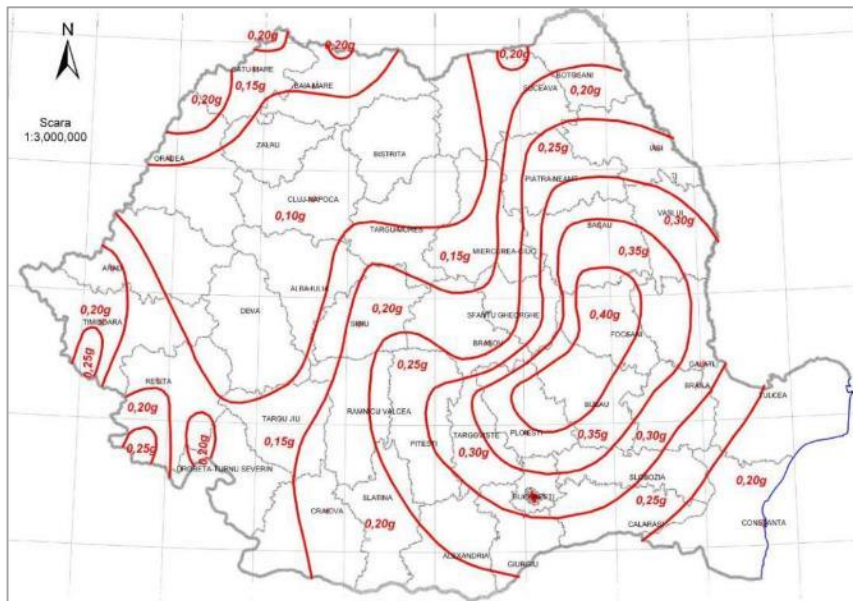 N
Scara
1:3,000,000
0,20g
0,20g
0,20g
SATU MARE
0,15g
BAIA MARE
0,20g
BOTOSANI
SUCEAVA
0,20g
ORADEA
ZALAU
BISTRITA
0,25g
IASI
PIATRA-NEAMT
CLUJ-NAPOCA
0,10g
TARGU-MURES
VASLUI
0,30g
BACAU
0,15g
MIERCUREA-CIUC
0,35g
ARAD
ALBA-IULIA
DEVA
0,20g
TIMISOARA
0,20g
SIBIU
SFANTU GHEORGHE
0,40g
FOCSANI
BRASOV
0,25g
0,25g
GALATI
BRAILA
TULCEA
RESITA
0,20g
RAMNICU VALCEA
BUZAU
TARGU JIU
0,15g
PITESTI
TARGOVISTE
PLOIESTI
0,35g
0,30g
0,30g
0,25g
0,20g
DROBETA-TURNU SEVERIN
SLOBOZIA
0,20g
SLATINA
BUCURESTI
0,25g
CRAIOVA
0,20g
CALARASI
CONSTANTA
ALEXANDRIA
GIURGIU